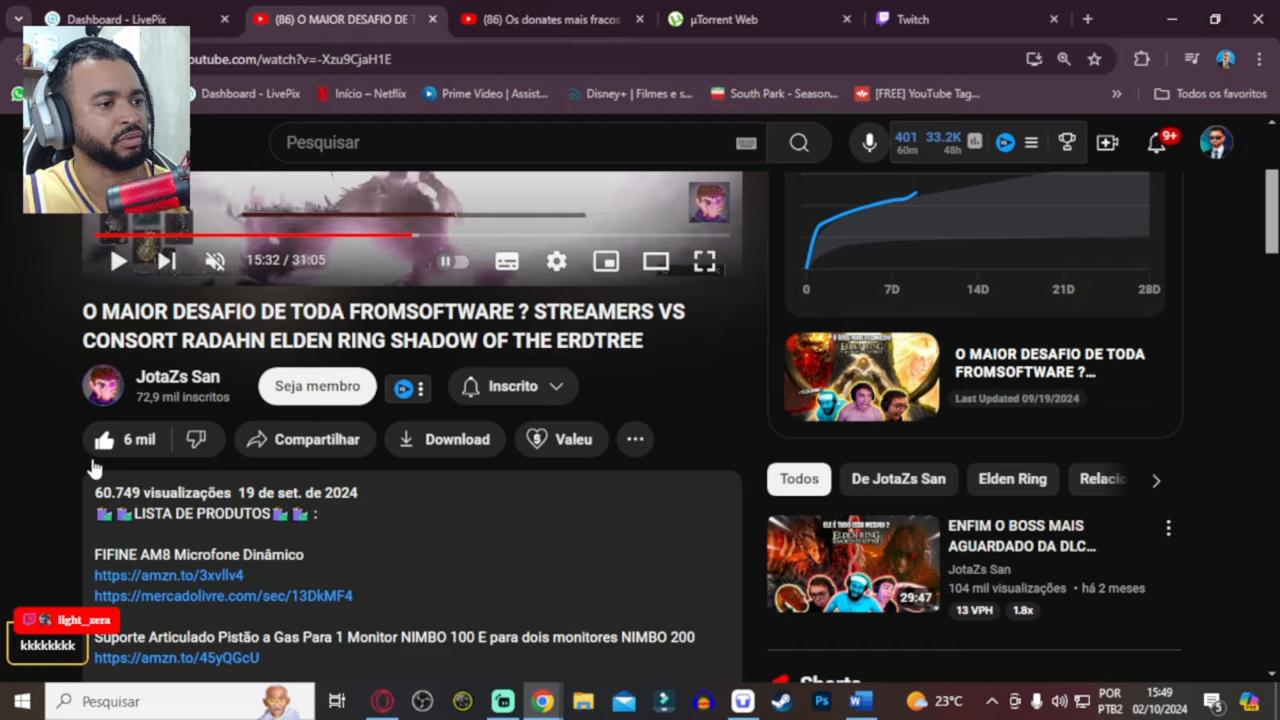 Dashboard - LivePix
(86) O MAIOR DESAFIO DE T
(86) Os donates mais fracos
µTorrent Web
Twitch
outube.com/watch?v=-Xzu9CjaH1E
Dashboard - LivePix
Início – Netflix
Prime Video | Assist...
Disney+ | Filmes e s...
South Park - Season...
[FREE] YouTube Tag...
Todos os favoritos
Pesquisar
401 33.2K
60m 48h
9+
15:32 / 31:05
0 7D 14D 21D 28D
O MAIOR DESAFIO DE TODA FROMSOFTWARE ? STREAMERS VS
CONSORT RADAHN ELDEN RING SHADOW OF THE ERDTREE
JotaZs San
72,9 mil inscritos
Seja membro
Inscrito
6 mil
Compartilhar
Download
Valeu
60.749 visualizações 19 de set. de 2024
LISTA DE PRODUTOS :
FIFINE AM8 Microfone Dinâmico
https://amzn.to/3xvllv4
https://mercadolivre.com/sec/13DkMF4
Suporte Articulado Pistão a Gas Para 1 Monitor NIMBO 100 E para dois monitores NIMBO 200
https://amzn.to/45yQGcU
light_zera
kkkkkkkk
O MAIOR DESAFIO DE TODA
FROMSOFTWARE ?...
Last Updated 09/19/2024
Todos
De JotaZs San
Elden Ring
Relacio
ELDEN RING
29:47
ENFIM O BOSS MAIS
AGUARDADO DA DLC...
JotaZs San
104 mil visualizações • há 2 meses
13 VPH
1.8x
Shorts
Pesquisar
23°C
POR
PTB2
15:49
02/10/2024
5